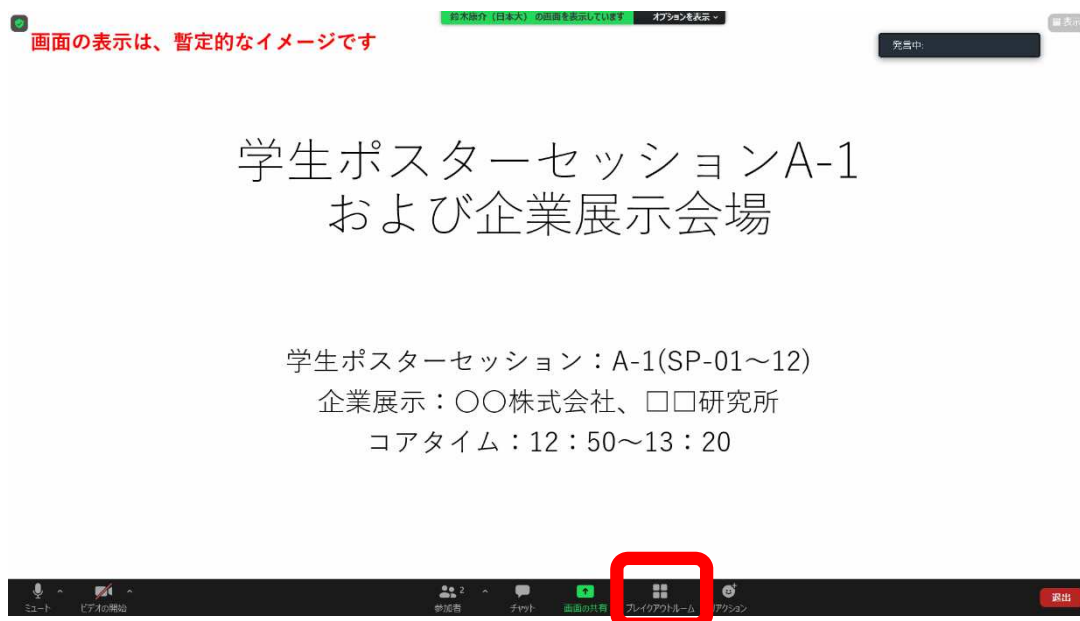 鈴木康介（日本大）の画面を表示しています オプションを表示
画面の表示は、暫定的なイメージです
表示
発言中:
学生ポスターセッションA-1
および企業展示会場
学生ポスターセッション：A-1(SP-01～12)
企業展示：〇〇株式会社、□□研究所
コアタイム：12：50～13：20
ミュート ビデオの開始 参加者 2 チャット 画面の共有 ブレイクアウトルーム リアクション 退出